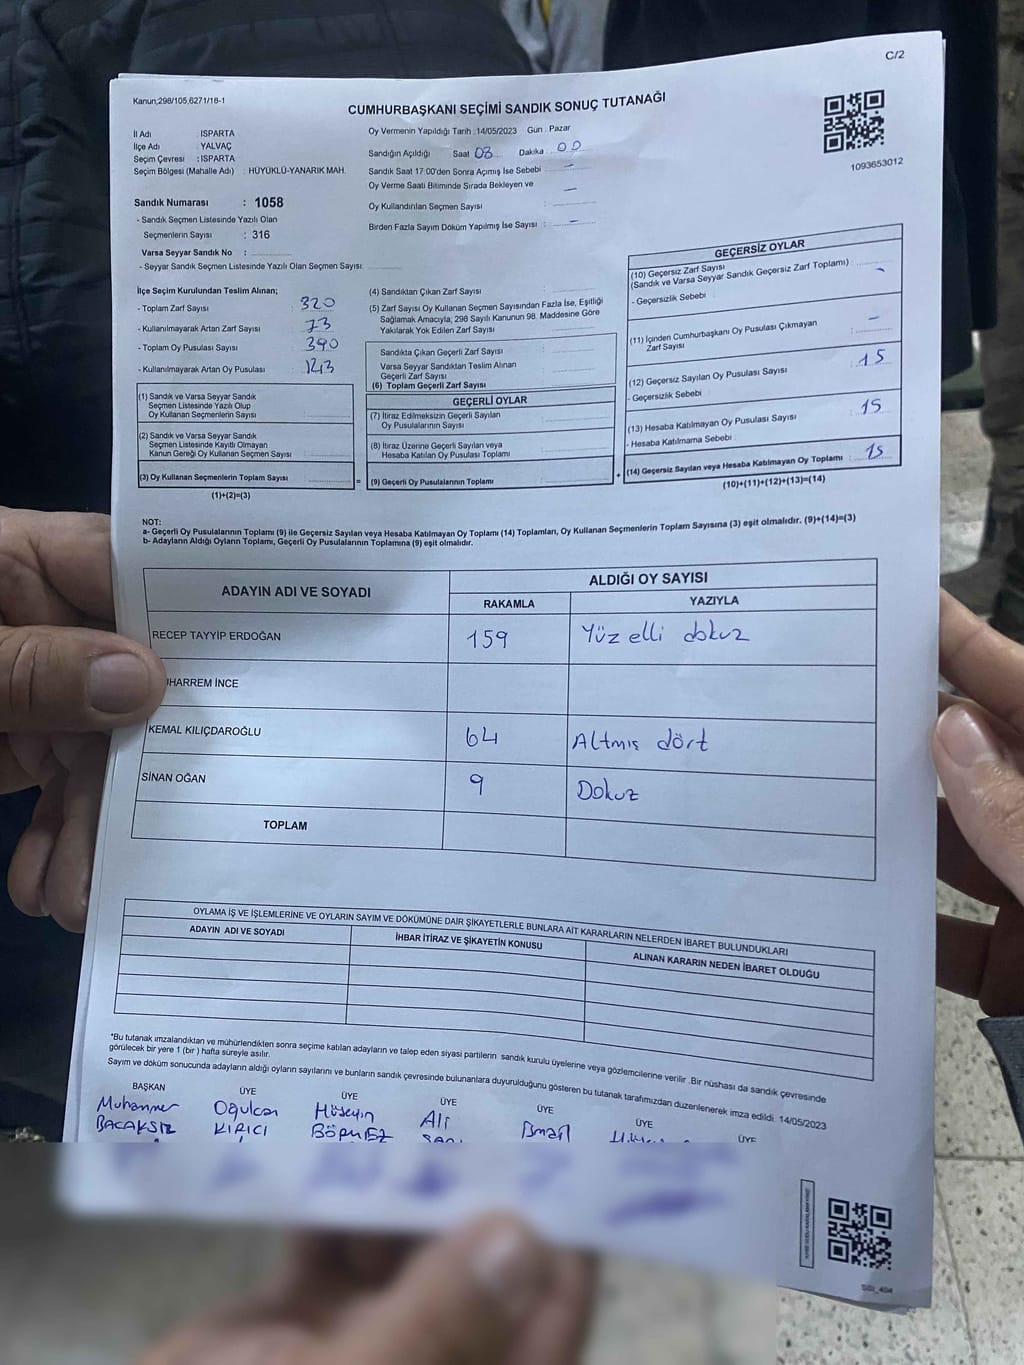 C/2
Kanun;298/105,6271/18-1
CUMHURBAŞKANI SEÇİMİ SANDIK SONUÇ TUTANAĞI
1093653012
İl Adı : ISPARTA
İlçe Adı : YALVAÇ
Seçim Çevresi : ISPARTA
Seçim Bölgesi (Mahalle Adı) : HÜYÜKLÜ-YANARIK MAH.
Sandık Numarası : 1058
- Sandık Seçmen Listesinde Yazılı Olan
Seçmenlerin Sayısı : 316
Varsa Seyyar Sandık No :
- Seyyar Sandık Seçmen Listesinde Yazılı Olan Seçmen Sayısı:
Oy Vermenin Yapıldığı Tarih :14/05/2023 Gün : Pazar
Sandığın Açıldığı Saat 08 Dakika 00
Sandık Saat 17:00'den Sonra Açımış İse Sebebi –
Oy Verme Saati Bitiminde Sırada Bekleyen ve –
Oy Kullandırılan Seçmen Sayısı :
Birden Fazla Sayım Döküm Yapılmış İse Sayısı : –
İlçe Seçim Kurulundan Teslim Alınan;
- Toplam Zarf Sayısı : 320
- Kullanılmayarak Artan Zarf Sayısı : 73
- Toplam Oy Pusulası Sayısı : 390
- Kullanılmayarak Artan Oy Pusulası : 143
(1) Sandık ve Varsa Seyyar Sandık
Seçmen Listesinde Yazılı Olup
Oy Kullanan Seçmenlerin Sayısı :
(2) Sandık ve Varsa Seyyar Sandık
Seçmen Listesinde Kayıtlı Olmayan
Kanun Gereği Oy Kullanan Seçmen Sayısı :
(3) Oy Kullanan Seçmenlerin Toplam Sayısı :
(1)+(2)=(3)
(4) Sandıktan Çıkan Zarf Sayısı :
(5) Zarf Sayısı Oy Kullanan Seçmen Sayısından Fazla İse, Eşitliği
Sağlamak Amacıyla, 298 Sayılı Kanunun 98. Maddesine Göre
Yakılarak Yok Edilen Zarf Sayısı :
Sandıkta Çıkan Geçerli Zarf Sayısı :
Varsa Seyyar Sandıktan Teslim Alınan
Geçerli Zarf Sayısı :
(6) Toplam Geçerli Zarf Sayısı :
=
GEÇERLİ OYLAR
(7) İtiraz Edilmeksizin Geçerli Sayılan
Oy Pusulalarının Sayısı :
(8) İtiraz Üzerine Geçerli Sayılan veya
Hesaba Katılan Oy Pusulası Toplamı :
(9) Geçerli Oy Pusulalarının Toplamı :
+
GEÇERSİZ OYLAR
(10) Geçersiz Zarf Sayısı
(Sandık ve Varsa Seyyar Sandık Geçersiz Zarf Toplamı) : –
- Geçersizlik Sebebi :
(11) İçinden Cumhurbaşkanı Oy Pusulası Çıkmayan –
Zarf Sayısı :
(12) Geçersiz Sayılan Oy Pusulası Sayısı : 15
- Geçersizlik Sebebi :
(13) Hesaba Katılmayan Oy Pusulası Sayısı : 15
- Hesaba Katılmama Sebebi :
(14) Geçersiz Sayılan veya Hesaba Katılmayan Oy Toplamı : 15
(10)+(11)+(12)+(13)=(14)
NOT:
a- Geçerli Oy Pusulalarının Toplamı (9) ile Geçersiz Sayılan veya Hesaba Katılmayan Oy Toplamı (14) Toplamları, Oy Kullanan Seçmenlerin Toplam Sayısına (3) eşit olmalıdır. (9)+(14)=(3)
b- Adayların Aldığı Oyların Toplamı, Geçerli Oy Pusulalarının Toplamına (9) eşit olmalıdır.
ADAYIN ADI VE SOYADI
ALDIĞI OY SAYISI
RAKAMLA YAZIYLA
RECEP TAYYİP ERDOĞAN 159 Yüz elli dokuz
HARREM İNCE
KEMAL KILIÇDAROĞLU 64 Altmış dört
SİNAN OĞAN 9 Dokuz
TOPLAM
OYLAMA İŞ VE İŞLEMLERİNE VE OYLARIN SAYIM VE DÖKÜMÜNE DAİR ŞİKAYETLERLE BUNLARA AİT KARARLARIN NELERDEN İBARET BULUNDUKLARI
ADAYIN ADI VE SOYADI İHBAR İTİRAZ VE ŞİKAYETİN KONUSU ALINAN KARARIN NEDEN İBARET OLDUĞU
*Bu tutanak imzalandıktan ve mühürlendikten sonra seçime katılan adayların ve talep eden siyasi partilerin sandık kurulu üyelerine veya gözlemcilerine verilir .Bir nüshası da sandık çevresinde
görülecek bir yere 1 (bir ) hafta süreyle asılır.
Sayım ve döküm sonucunda adayların aldığı oyların sayılarını ve bunların sandık çevresinde bulunanlara duyurulduğunu gösteren bu tutanak tarafımızdan düzenlenerek imza edildi. 14/05/2023
BAŞKAN ÜYE ÜYE ÜYE ÜYE ÜYE ÜYE
Muhammer Oğulcan Hüseyin Ali İsmail
BACAKSIZ KIRICI